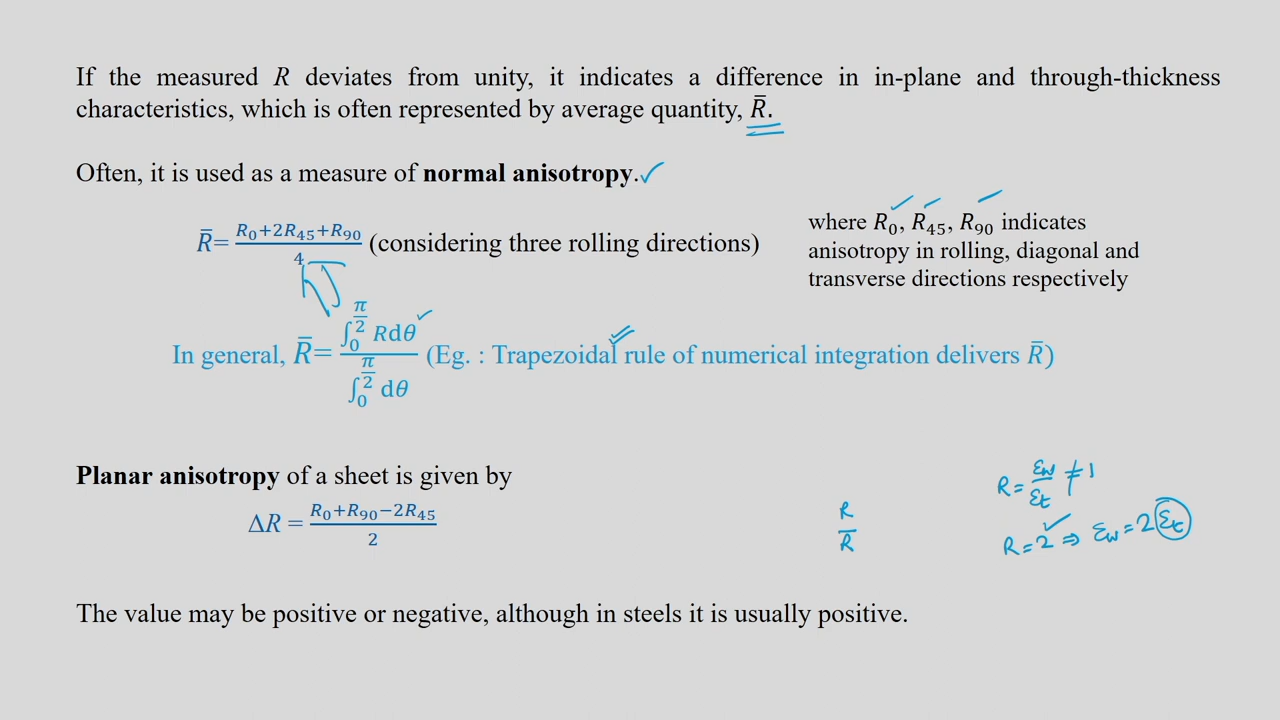 If the measured R deviates from unity, it indicates a difference in in-plane and through-thickness
characteristics, which is often represented by average quantity, R̄.
Often, it is used as a measure of normal anisotropy.
R̄= (R₀+2R₄₅+R₉₀)/4 (considering three rolling directions)
where R₀, R₄₅, R₉₀ indicates
anisotropy in rolling, diagonal and
transverse directions respectively
In general, R̄= ∫₀^(π/2) Rdθ / ∫₀^(π/2) dθ (Eg. : Trapezoidal rule of numerical integration delivers R̄)
Planar anisotropy of a sheet is given by
ΔR = (R₀+R₉₀−2R₄₅)/2
R
R̄
R = εw/εt ≠ 1
R = 2 ⇒ εw = 2 εt
The value may be positive or negative, although in steels it is usually positive.